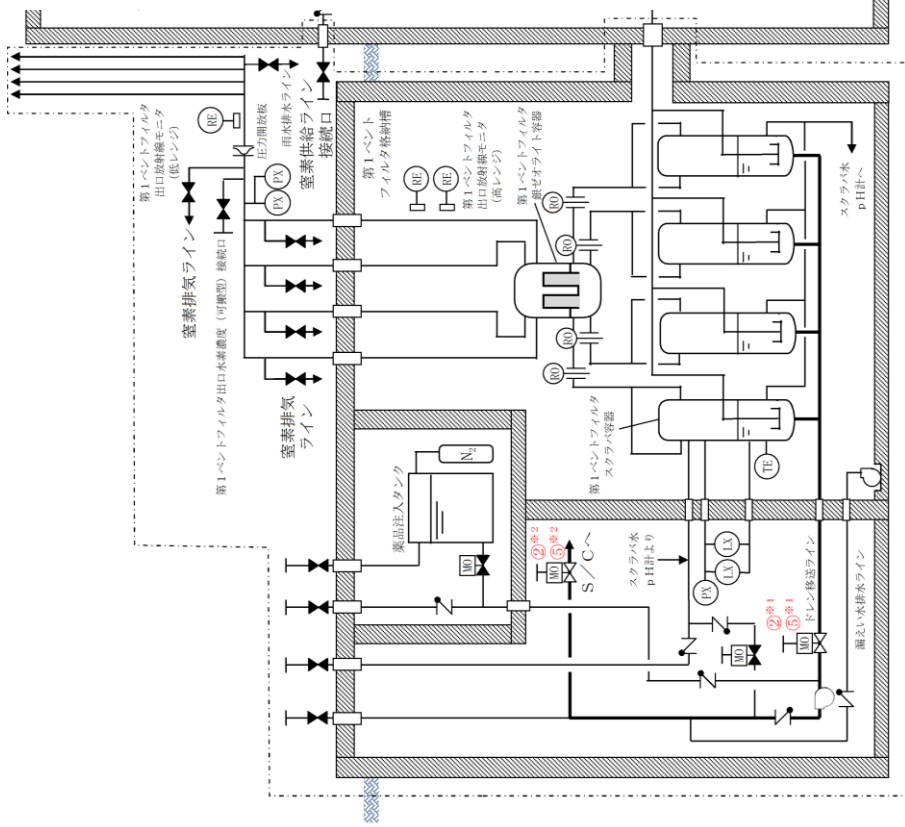 第1ベントフィルタ
出口放射線モニタ
(低レンジ)
RE
圧力開放板
雨水排水ライン
窒素供給ライン
接続口
PX
PX
窒素排気ライン
第1ベントフィルタ出口水素濃度(可搬型)接続口
窒素排気
ライン
第1ベント
フィルタ格納槽
RE
RE
第1ベントフィルタ
出口放射線モニタ
(高レンジ)
第1ベントフィルタ
銀ゼオライト容器
RO
RO
RO
RO
スクラバ水
pH計へ
第1ベントフィルタ
スクラバ容器
TE
薬品注入タンク
N₂
MO
②※2
⑤※2
MO
S/Cへ
スクラバ水
pH計より
PX
LX
LX
MO
②※1
⑤※1
MO
ドレン移送ライン
漏えい水排水ライン